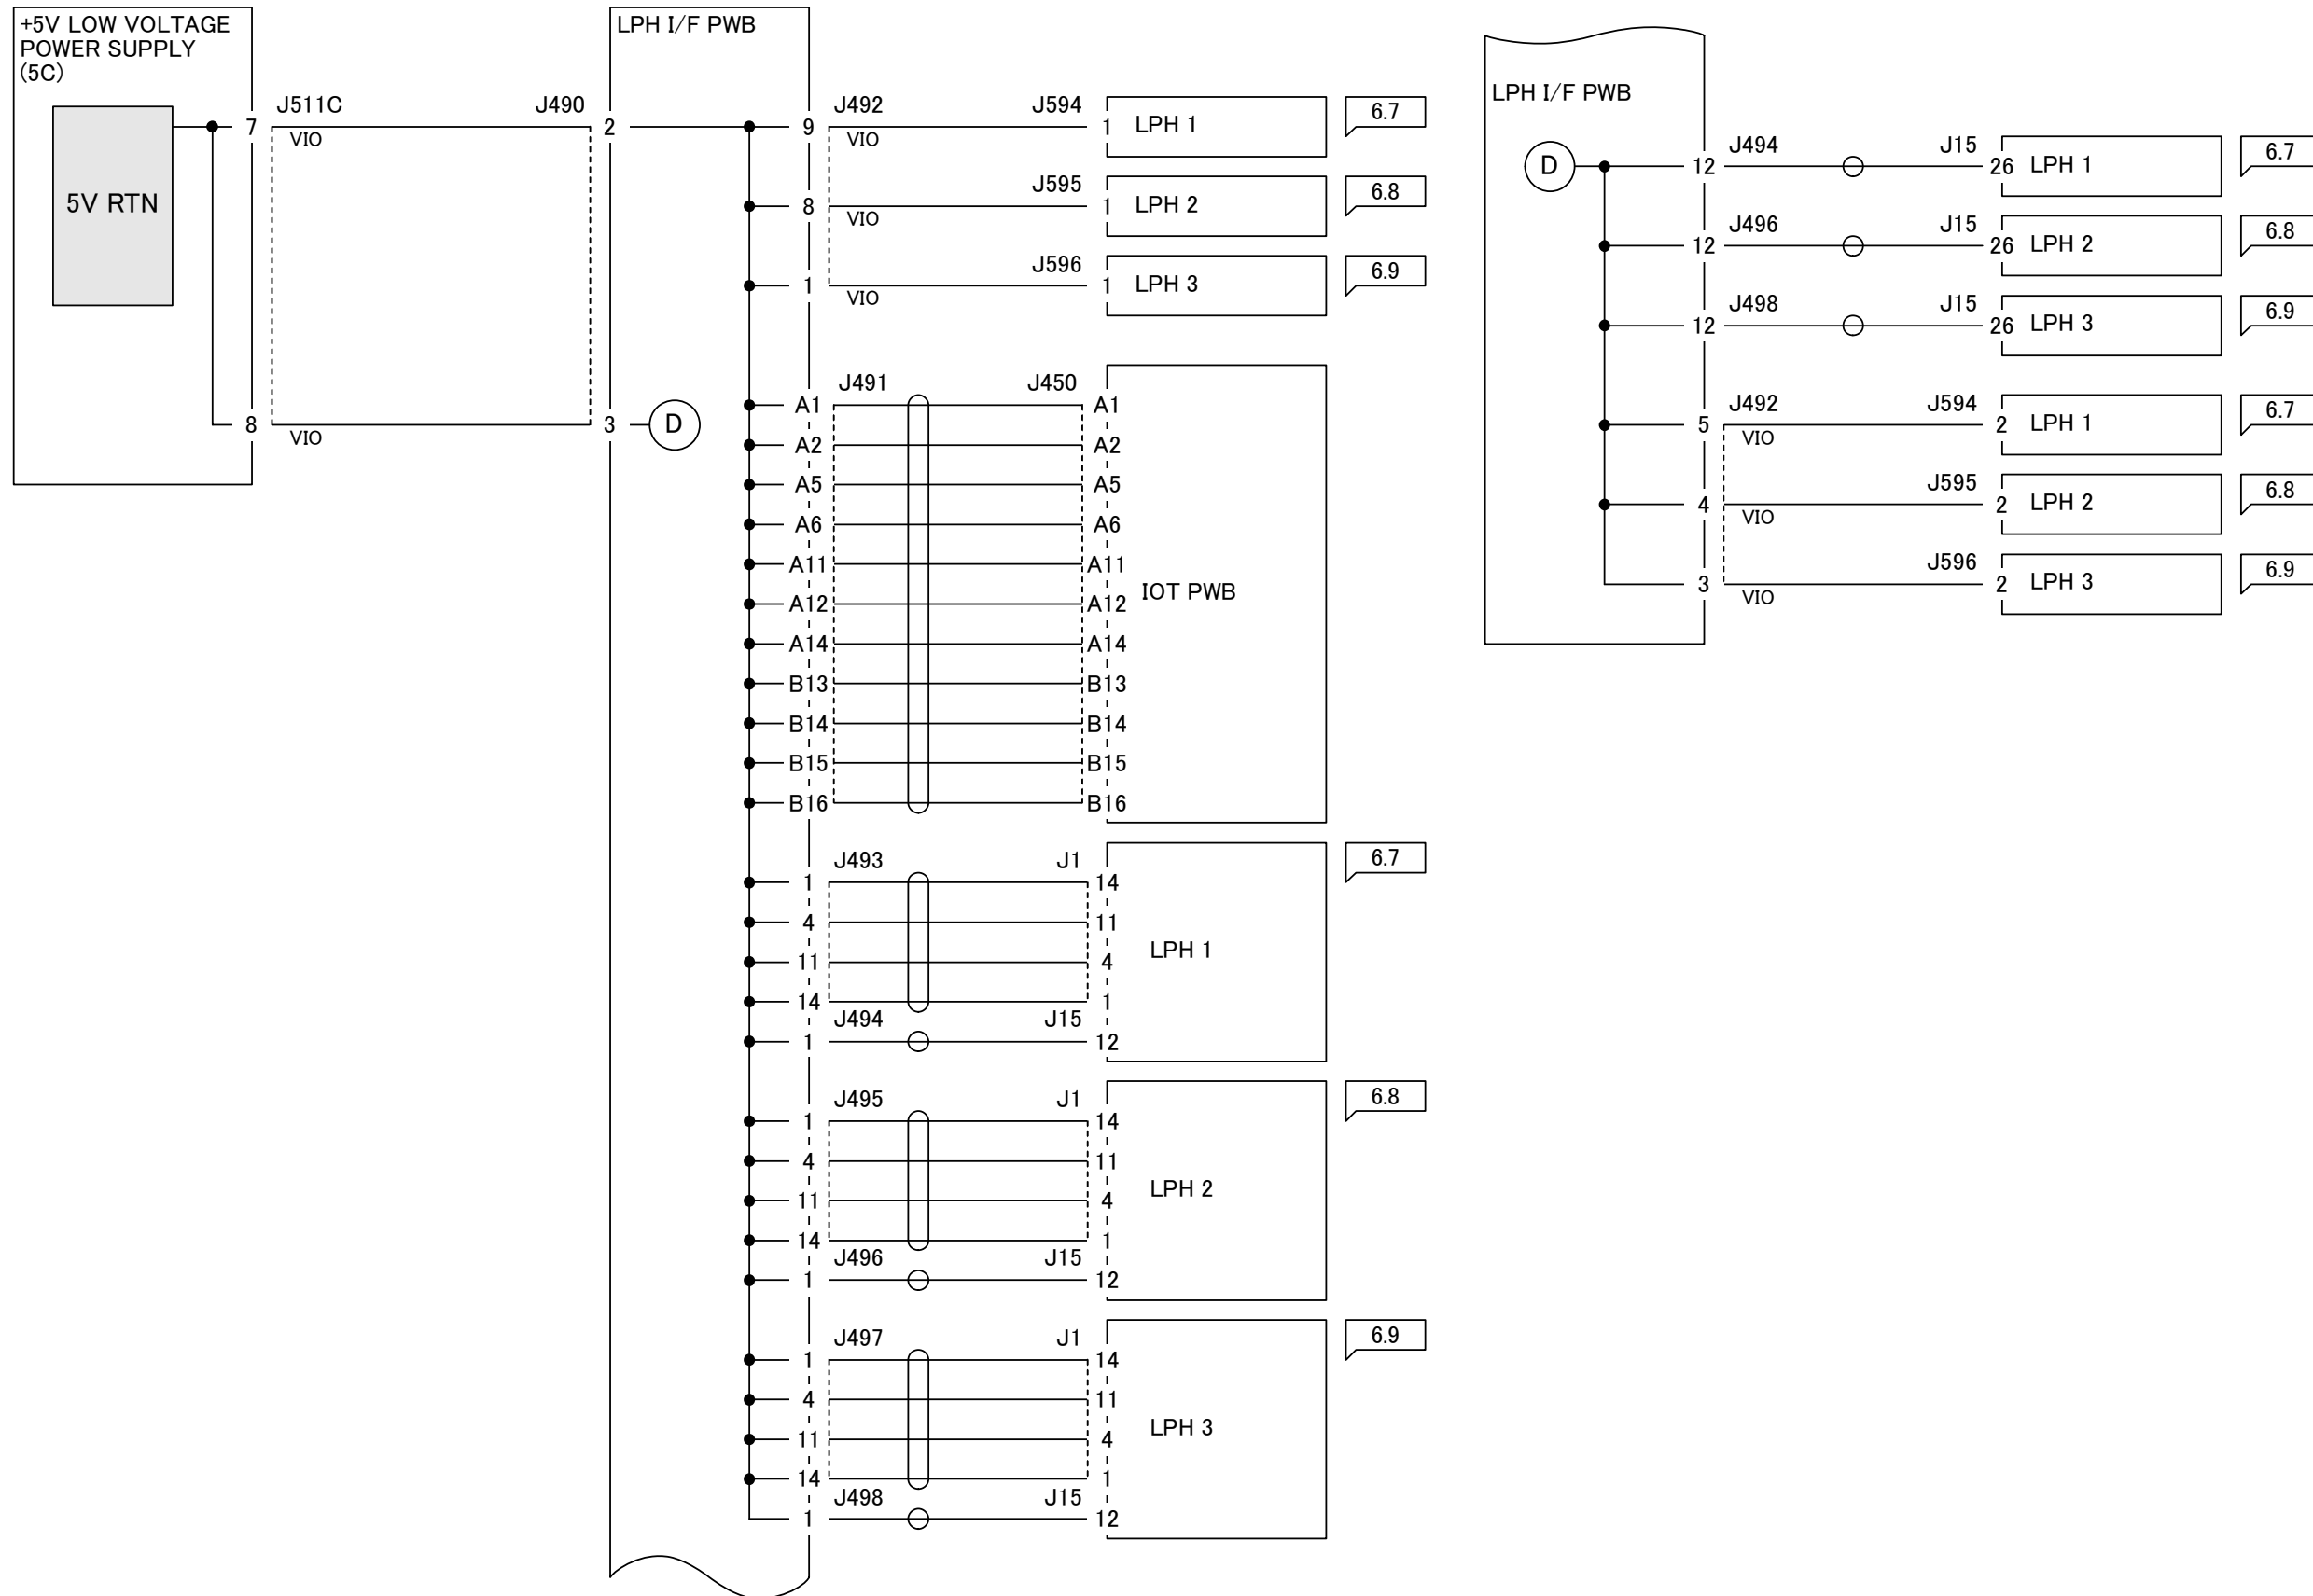 +5V LOW VOLTAGE
POWER SUPPLY
(5C)
5V RTN
7
J511C
J490
2
VIO
8
VIO
3
D
LPH I/F PWB
9
J492
J594
1
LPH 1
6.7
VIO
8
J595
1
LPH 2
6.8
VIO
1
J596
1
LPH 3
6.9
VIO
J491
J450
A1
A1
A2
A2
A5
A5
A6
A6
A11
A11
IOT PWB
A12
A12
A14
A14
B13
B13
B14
B14
B15
B15
B16
B16
J493
J1
6.7
1
14
4
11
LPH 1
11
4
14
1
J494
J15
1
12
J495
J1
6.8
1
14
4
11
LPH 2
11
4
14
1
J496
J15
1
12
J497
J1
6.9
1
14
4
11
LPH 3
11
4
14
1
J498
J15
1
12
LPH I/F PWB
D
12
J494
J15
26
LPH 1
6.7
12
J496
J15
26
LPH 2
6.8
12
J498
J15
26
LPH 3
6.9
5
J492
J594
2
LPH 1
6.7
VIO
4
J595
2
LPH 2
6.8
VIO
3
J596
2
LPH 3
6.9
VIO